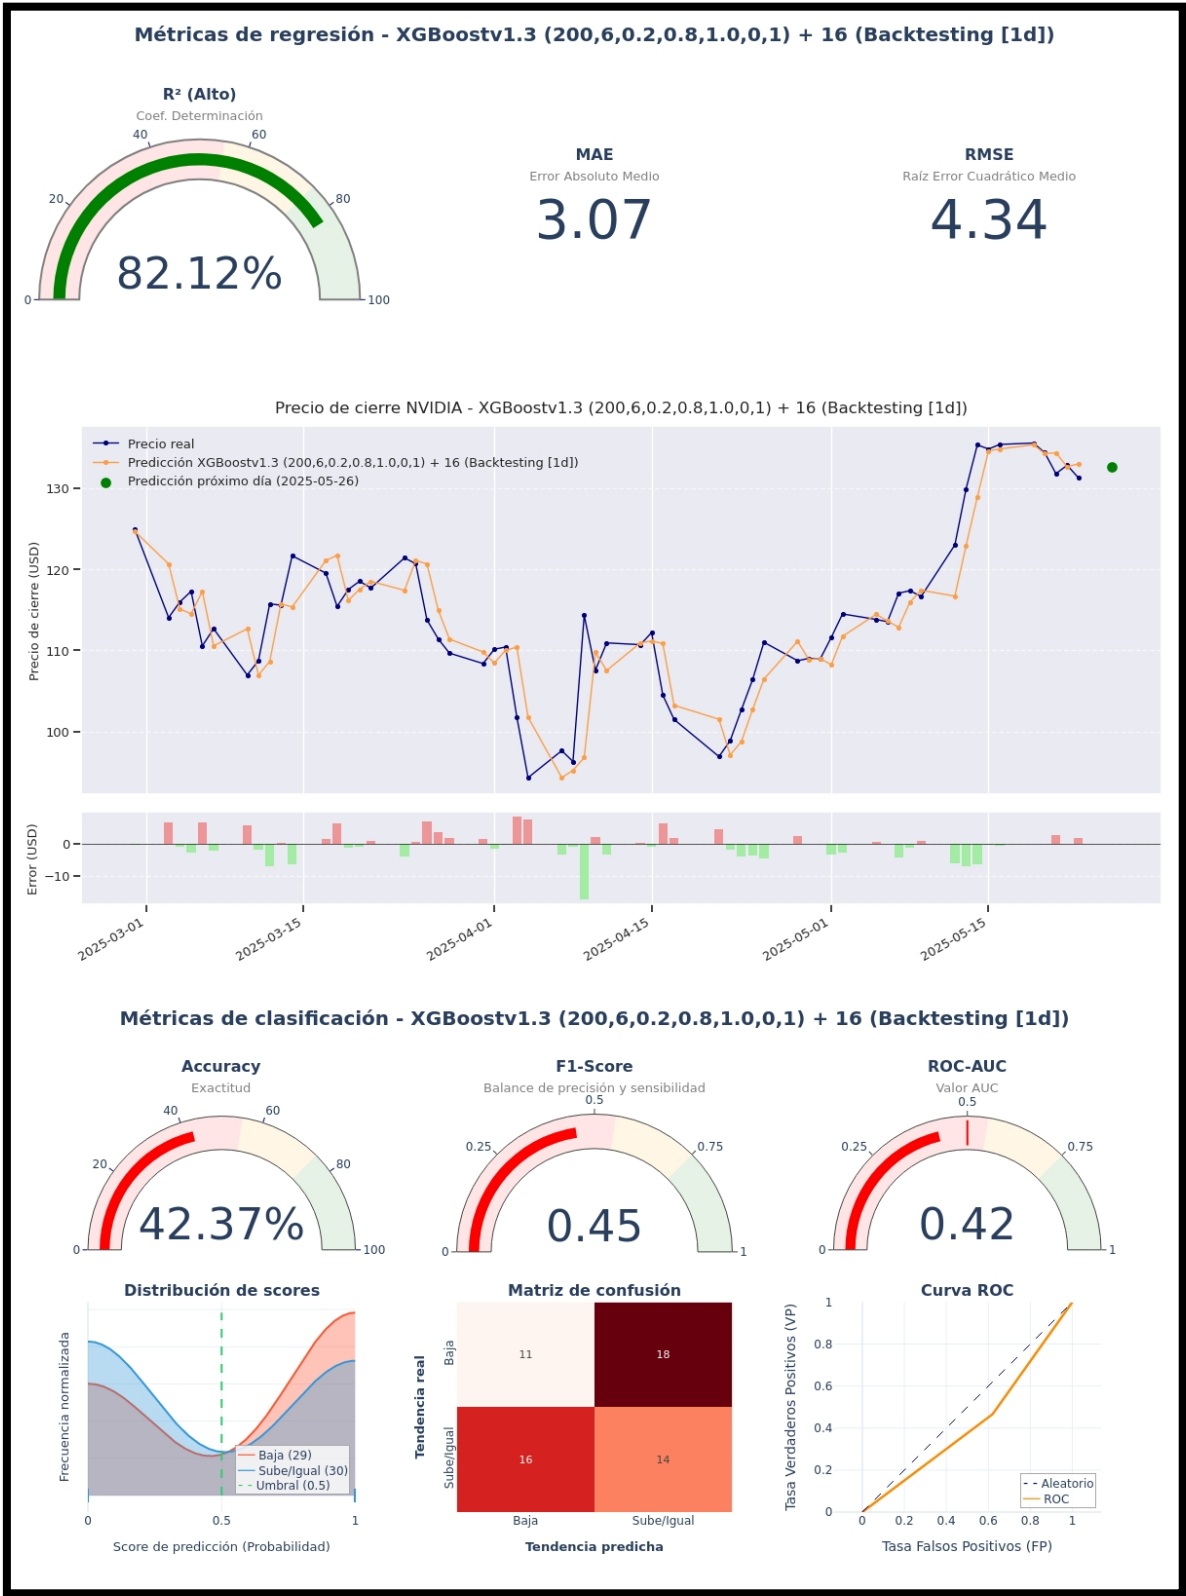 Métricas de regresión - XGBoostv1.3 (200,6,0.2,0.8,1.0,0,1) + 16 (Backtesting [1d])
R² (Alto)
Coef. Determinación
0
20
40
60
80
100
82.12%
MAE
Error Absoluto Medio
3.07
RMSE
Raíz Error Cuadrático Medio
4.34
Precio de cierre NVIDIA - XGBoostv1.3 (200,6,0.2,0.8,1.0,0,1) + 16 (Backtesting [1d])
Precio real
Predicción XGBoostv1.3 (200,6,0.2,0.8,1.0,0,1) + 16 (Backtesting [1d])
Predicción próximo día (2025-05-26)
Precio de cierre (USD)
130
120
110
100
Error (USD)
0
−10
2025-03-01
2025-03-15
2025-04-01
2025-04-15
2025-05-01
2025-05-15
Métricas de clasificación - XGBoostv1.3 (200,6,0.2,0.8,1.0,0,1) + 16 (Backtesting [1d])
Accuracy
Exactitud
0
20
40
60
80
100
42.37%
F1-Score
Balance de precisión y sensibilidad
0
0.25
0.5
0.75
1
0.45
ROC-AUC
Valor AUC
0
0.25
0.5
0.75
1
0.42
Distribución de scores
Frecuencia normalizada
Baja (29)
Sube/Igual (30)
Umbral (0.5)
0
0.5
1
Score de predicción (Probabilidad)
Matriz de confusión
Tendencia real
Baja
Sube/Igual
11
18
16
14
Baja
Sube/Igual
Tendencia predicha
Curva ROC
Tasa Verdaderos Positivos (VP)
1
0.8
0.6
0.4
0.2
0
Aleatorio
ROC
0
0.2
0.4
0.6
0.8
1
Tasa Falsos Positivos (FP)